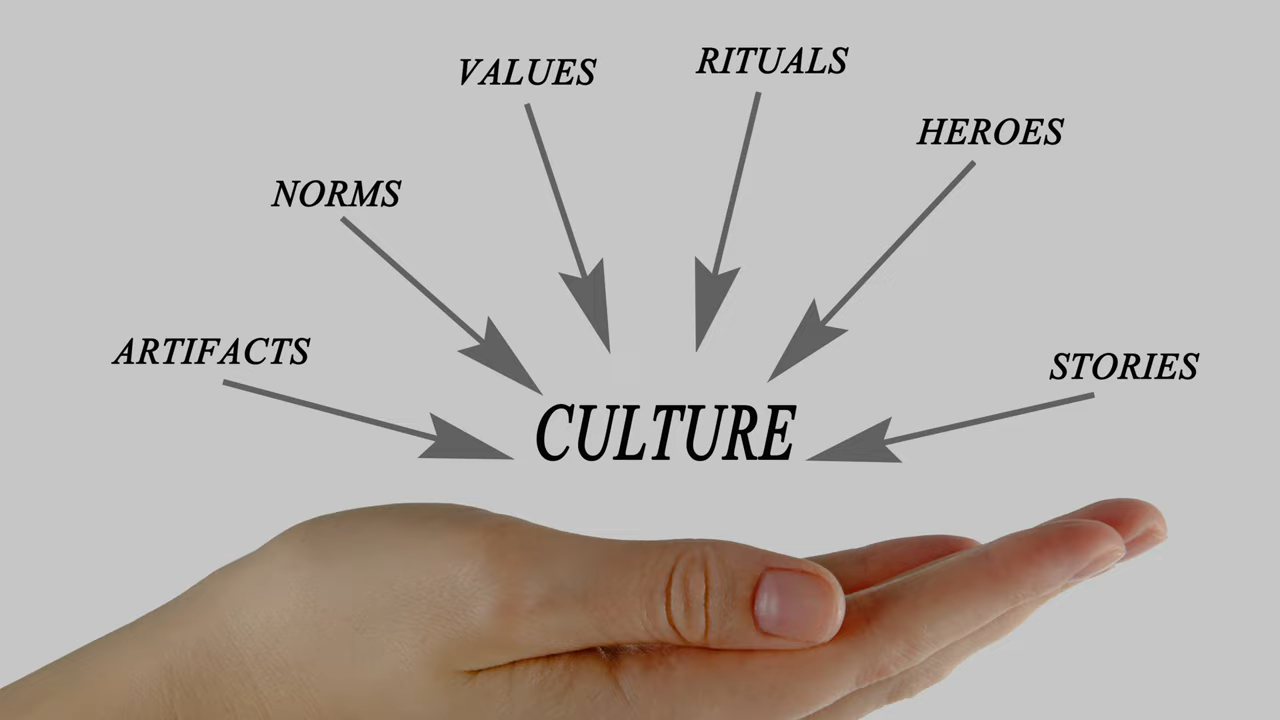 RITUALS
VALUES
HEROES
NORMS
ARTIFACTS
STORIES
CULTURE